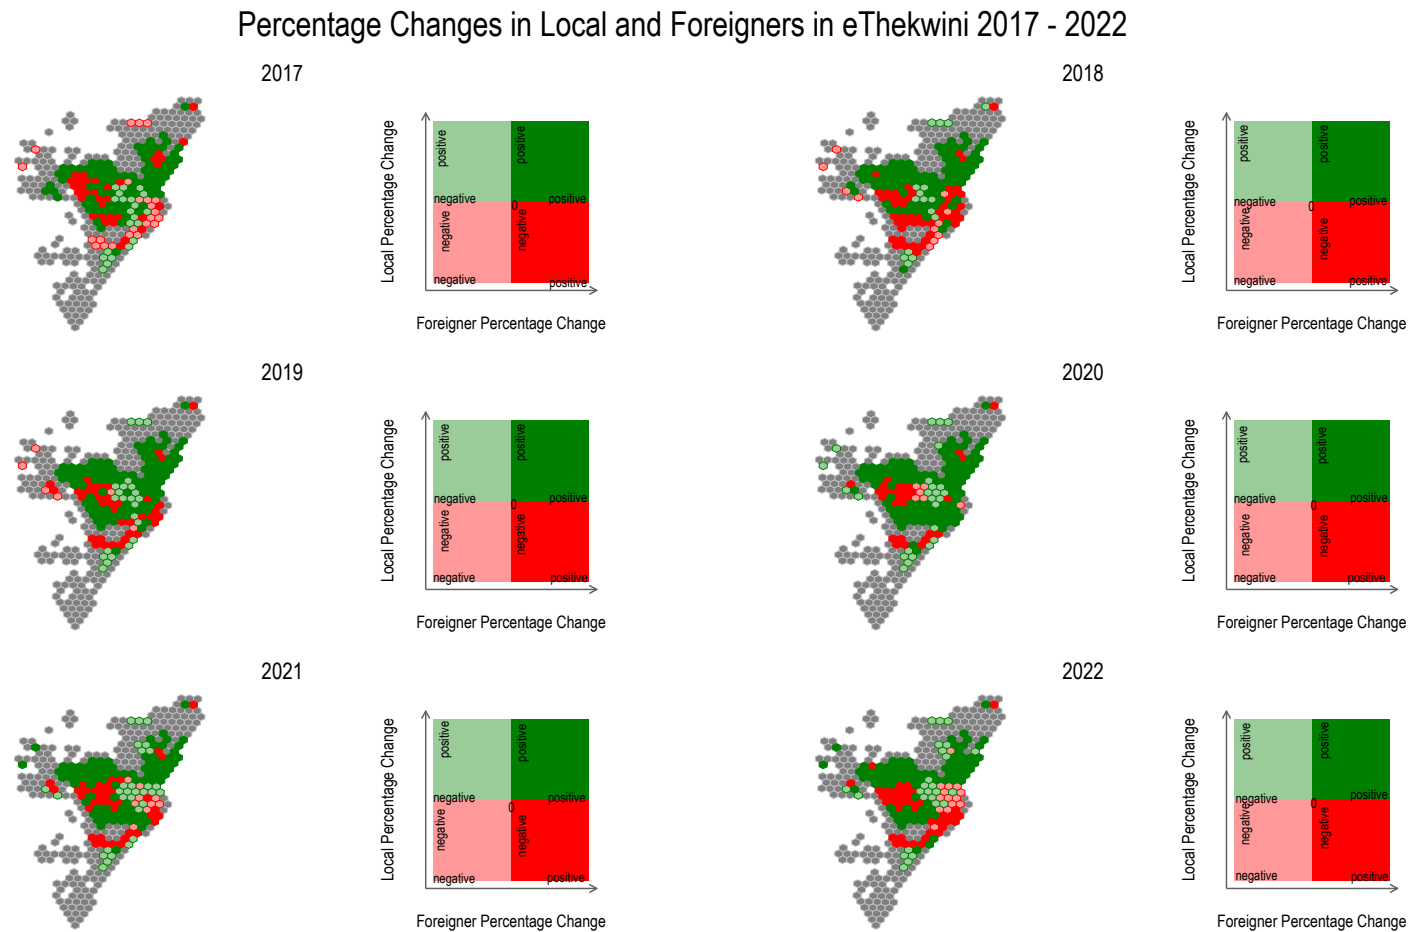 Percentage Changes in Local and Foreigners in eThekwini 2017 - 2022
2017
Local Percentage Change
positive
positive
negative
positive
0
negative
negative
negative
positive
Foreigner Percentage Change
2018
Local Percentage Change
positive
positive
negative
positive
0
negative
negative
negative
positive
Foreigner Percentage Change
2019
Local Percentage Change
positive
positive
negative
positive
0
negative
negative
negative
positive
Foreigner Percentage Change
2020
Local Percentage Change
positive
positive
negative
positive
0
negative
negative
negative
positive
Foreigner Percentage Change
2021
Local Percentage Change
positive
positive
negative
positive
0
negative
negative
negative
positive
Foreigner Percentage Change
2022
Local Percentage Change
positive
positive
negative
positive
0
negative
negative
negative
positive
Foreigner Percentage Change